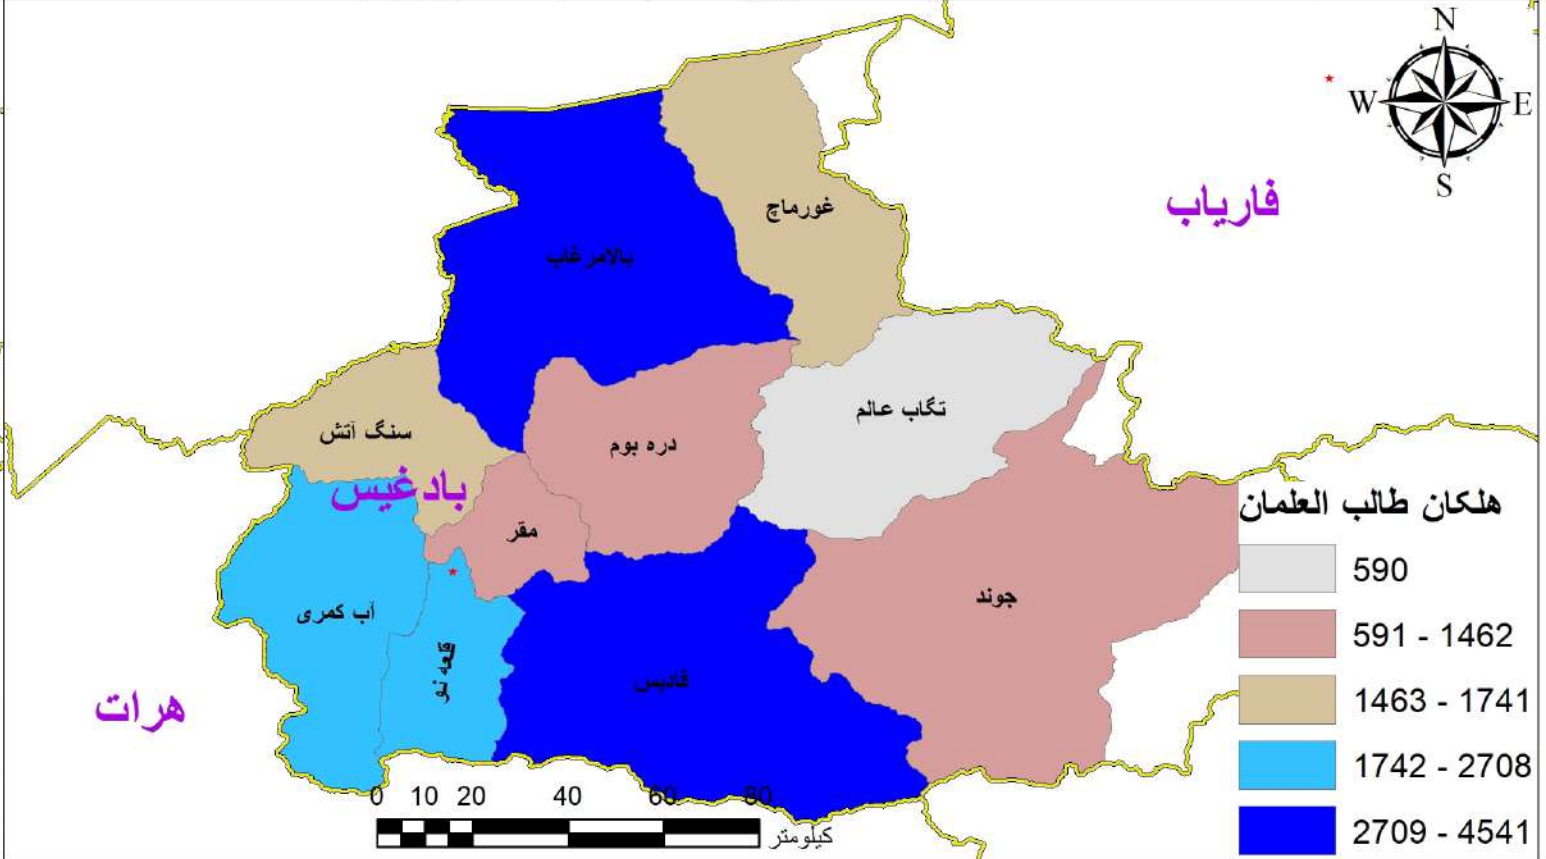 N
W E
S
فاریاب
غورماچ
بالامرغاب
تگاب عالم
سنگ آتش
دره بوم
بادغیس
مقر
جوند
آب کمری
قلعه نو
قادیس
هرات
هلکان طالب العلمان
590
591 - 1462
1463 - 1741
1742 - 2708
2709 - 4541
0 10 20 40 60 80
کیلومتر